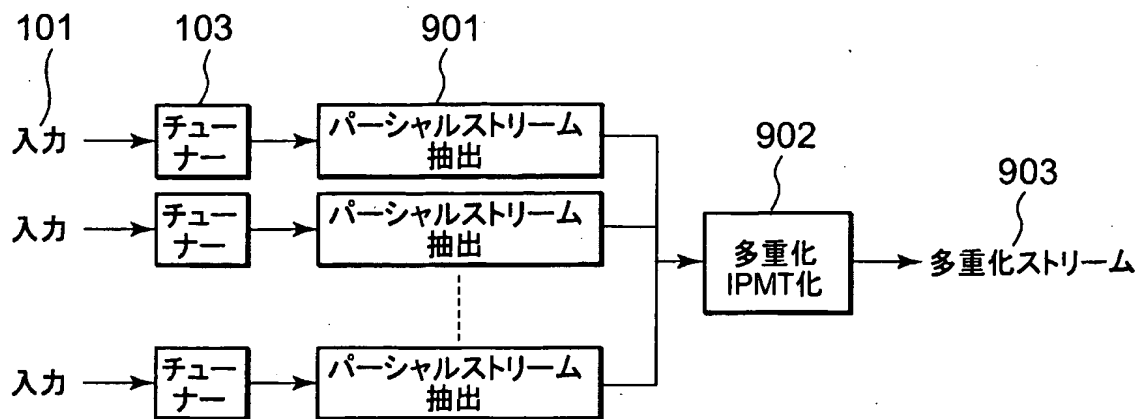 101
103
901
入力
チューナー
パーシャルストリーム
抽出
902
903
入力
チューナー
パーシャルストリーム
抽出
多重化
IPMT化
多重化ストリーム
入力
チューナー
パーシャルストリーム
抽出